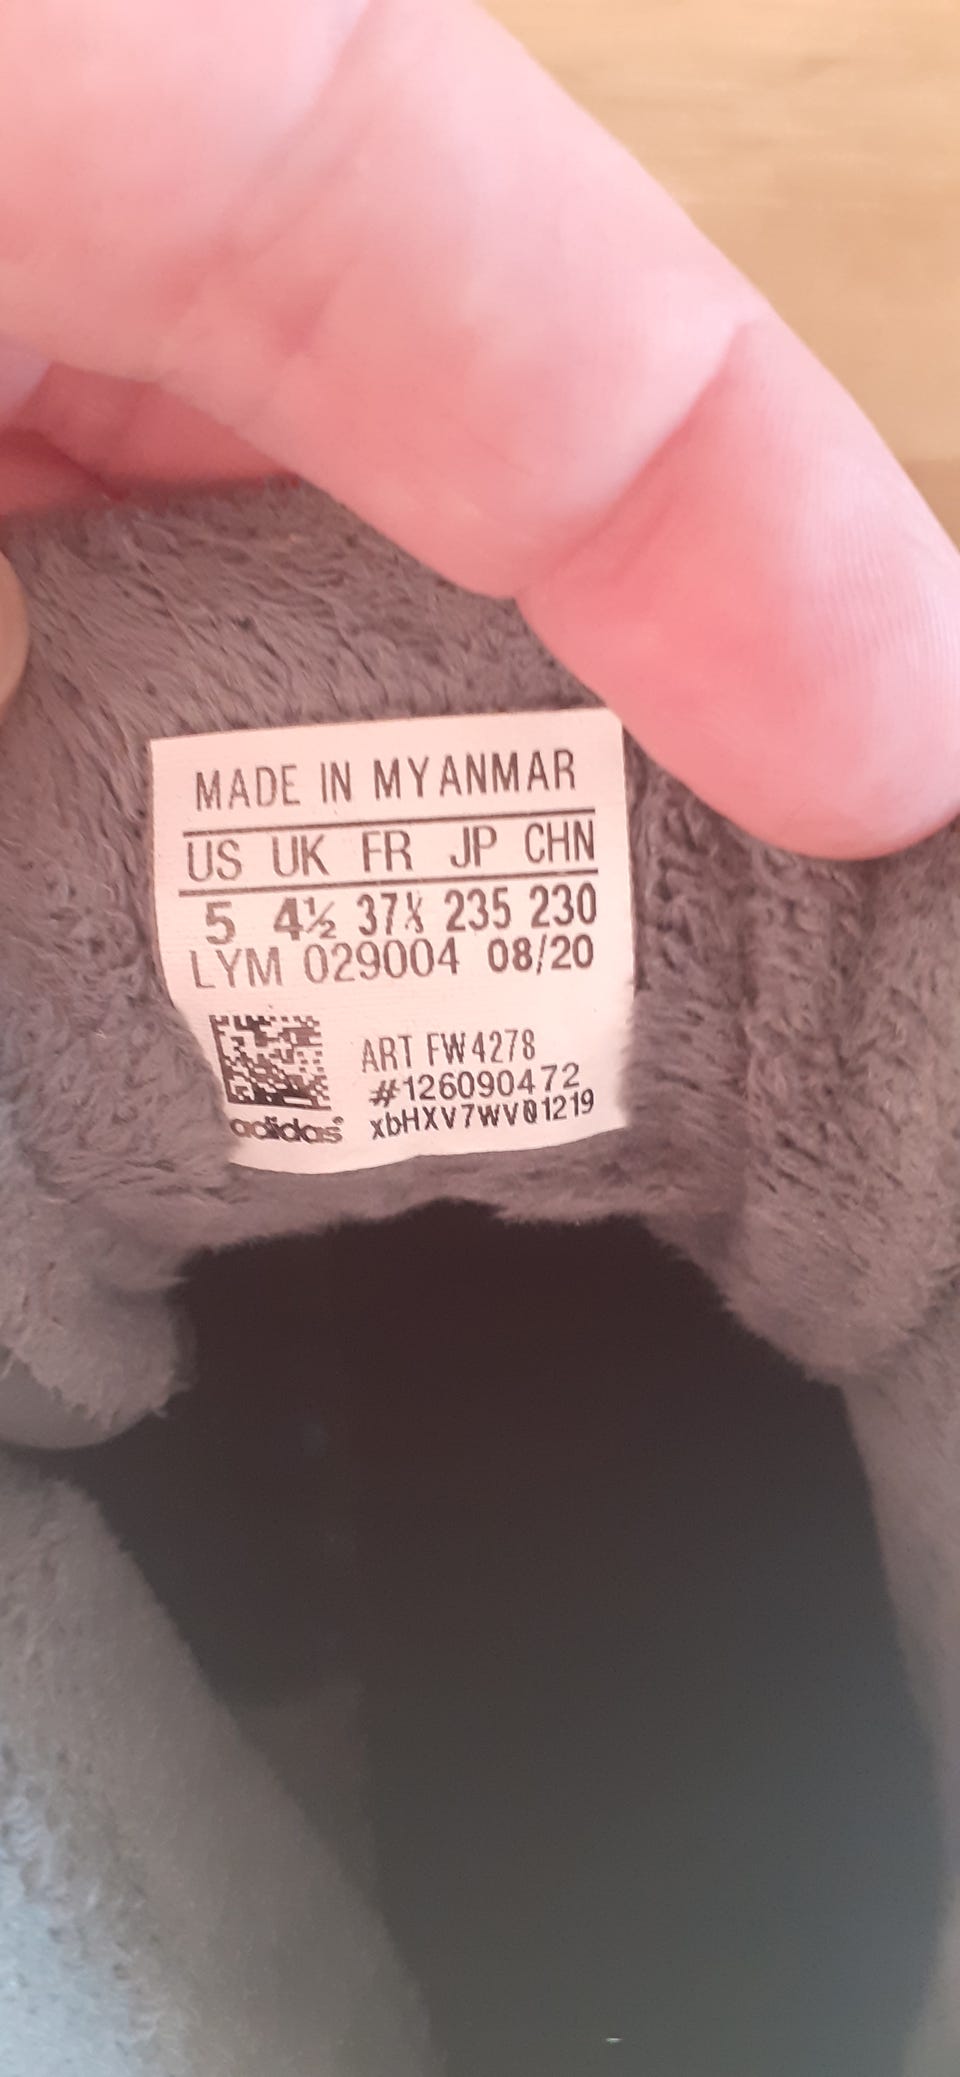 MADE IN MYANMAR
US UK FR JP CHN
5 4½ 37⅓ 235 230
LYM 029004 08/20
ART FW4278
#126090472
xbHXV7WV01219
adidas